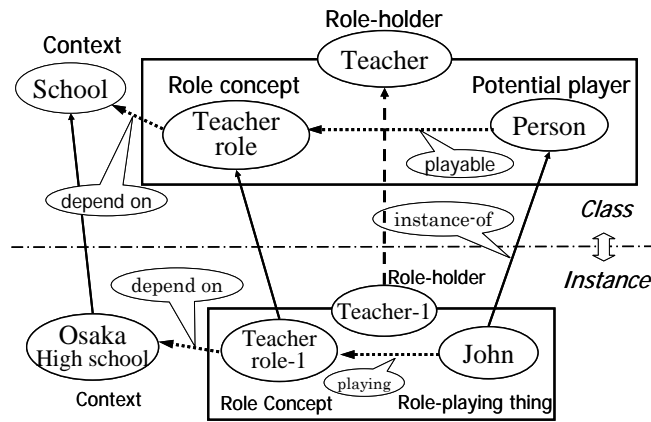 Role-holder
Context
Teacher
School
Role concept
Potential player
Teacher
role
Person
playable
depend on
instance-of
Class
Instance
depend on
Role-holder
Teacher-1
Osaka
High school
Teacher
role-1
John
playing
Context
Role Concept
Role-playing thing